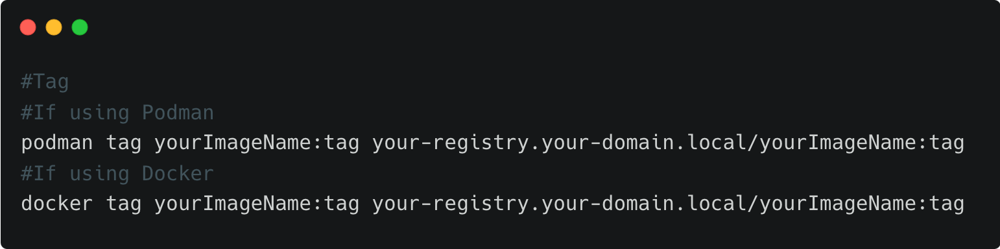 #Tag
#If using Podman
podman tag yourImageName:tag your-registry.your-domain.local/yourImageName:tag
#If using Docker
docker tag yourImageName:tag your-registry.your-domain.local/yourImageName:tag